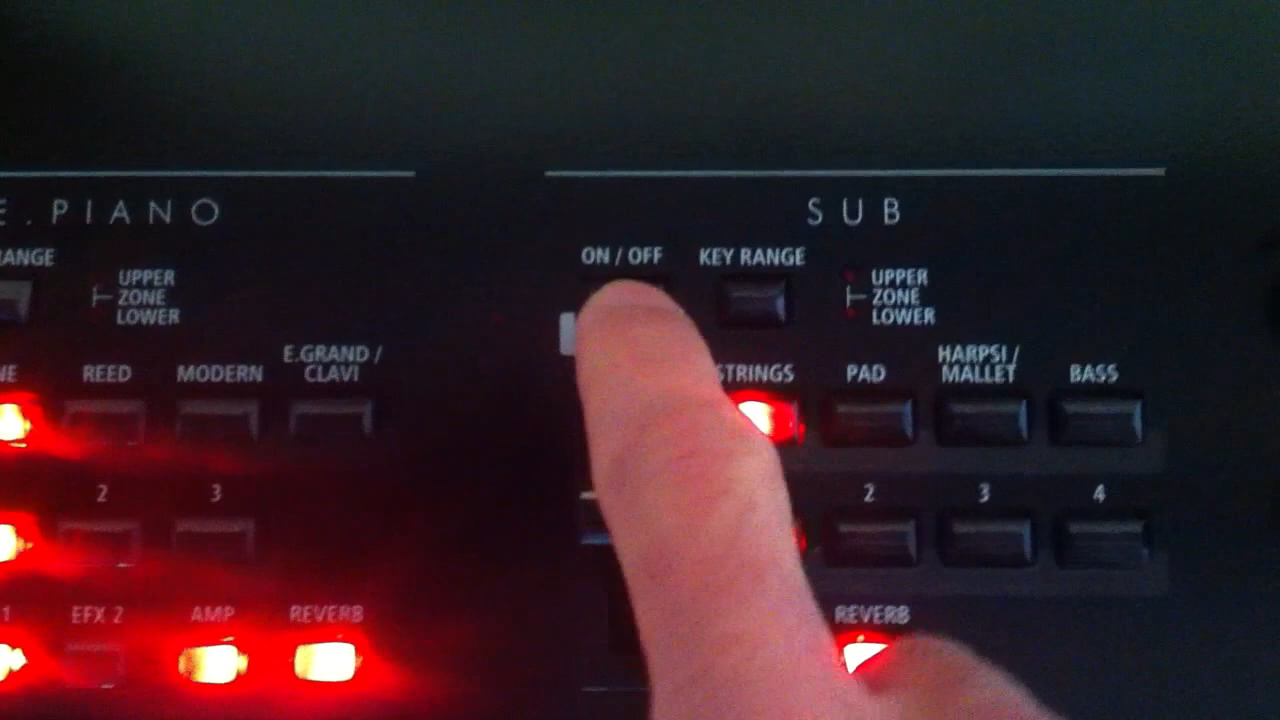 E.PIANO
SUB
ON / OFF
KEY RANGE
UPPER
ZONE
LOWER
UPPER
ZONE
LOWER
REED
MODERN
E.GRAND /
CLAVI
STRINGS
PAD
HARPSI /
MALLET
BASS
2
3
2
3
4
1
EFX 2
AMP
REVERB
REVERB